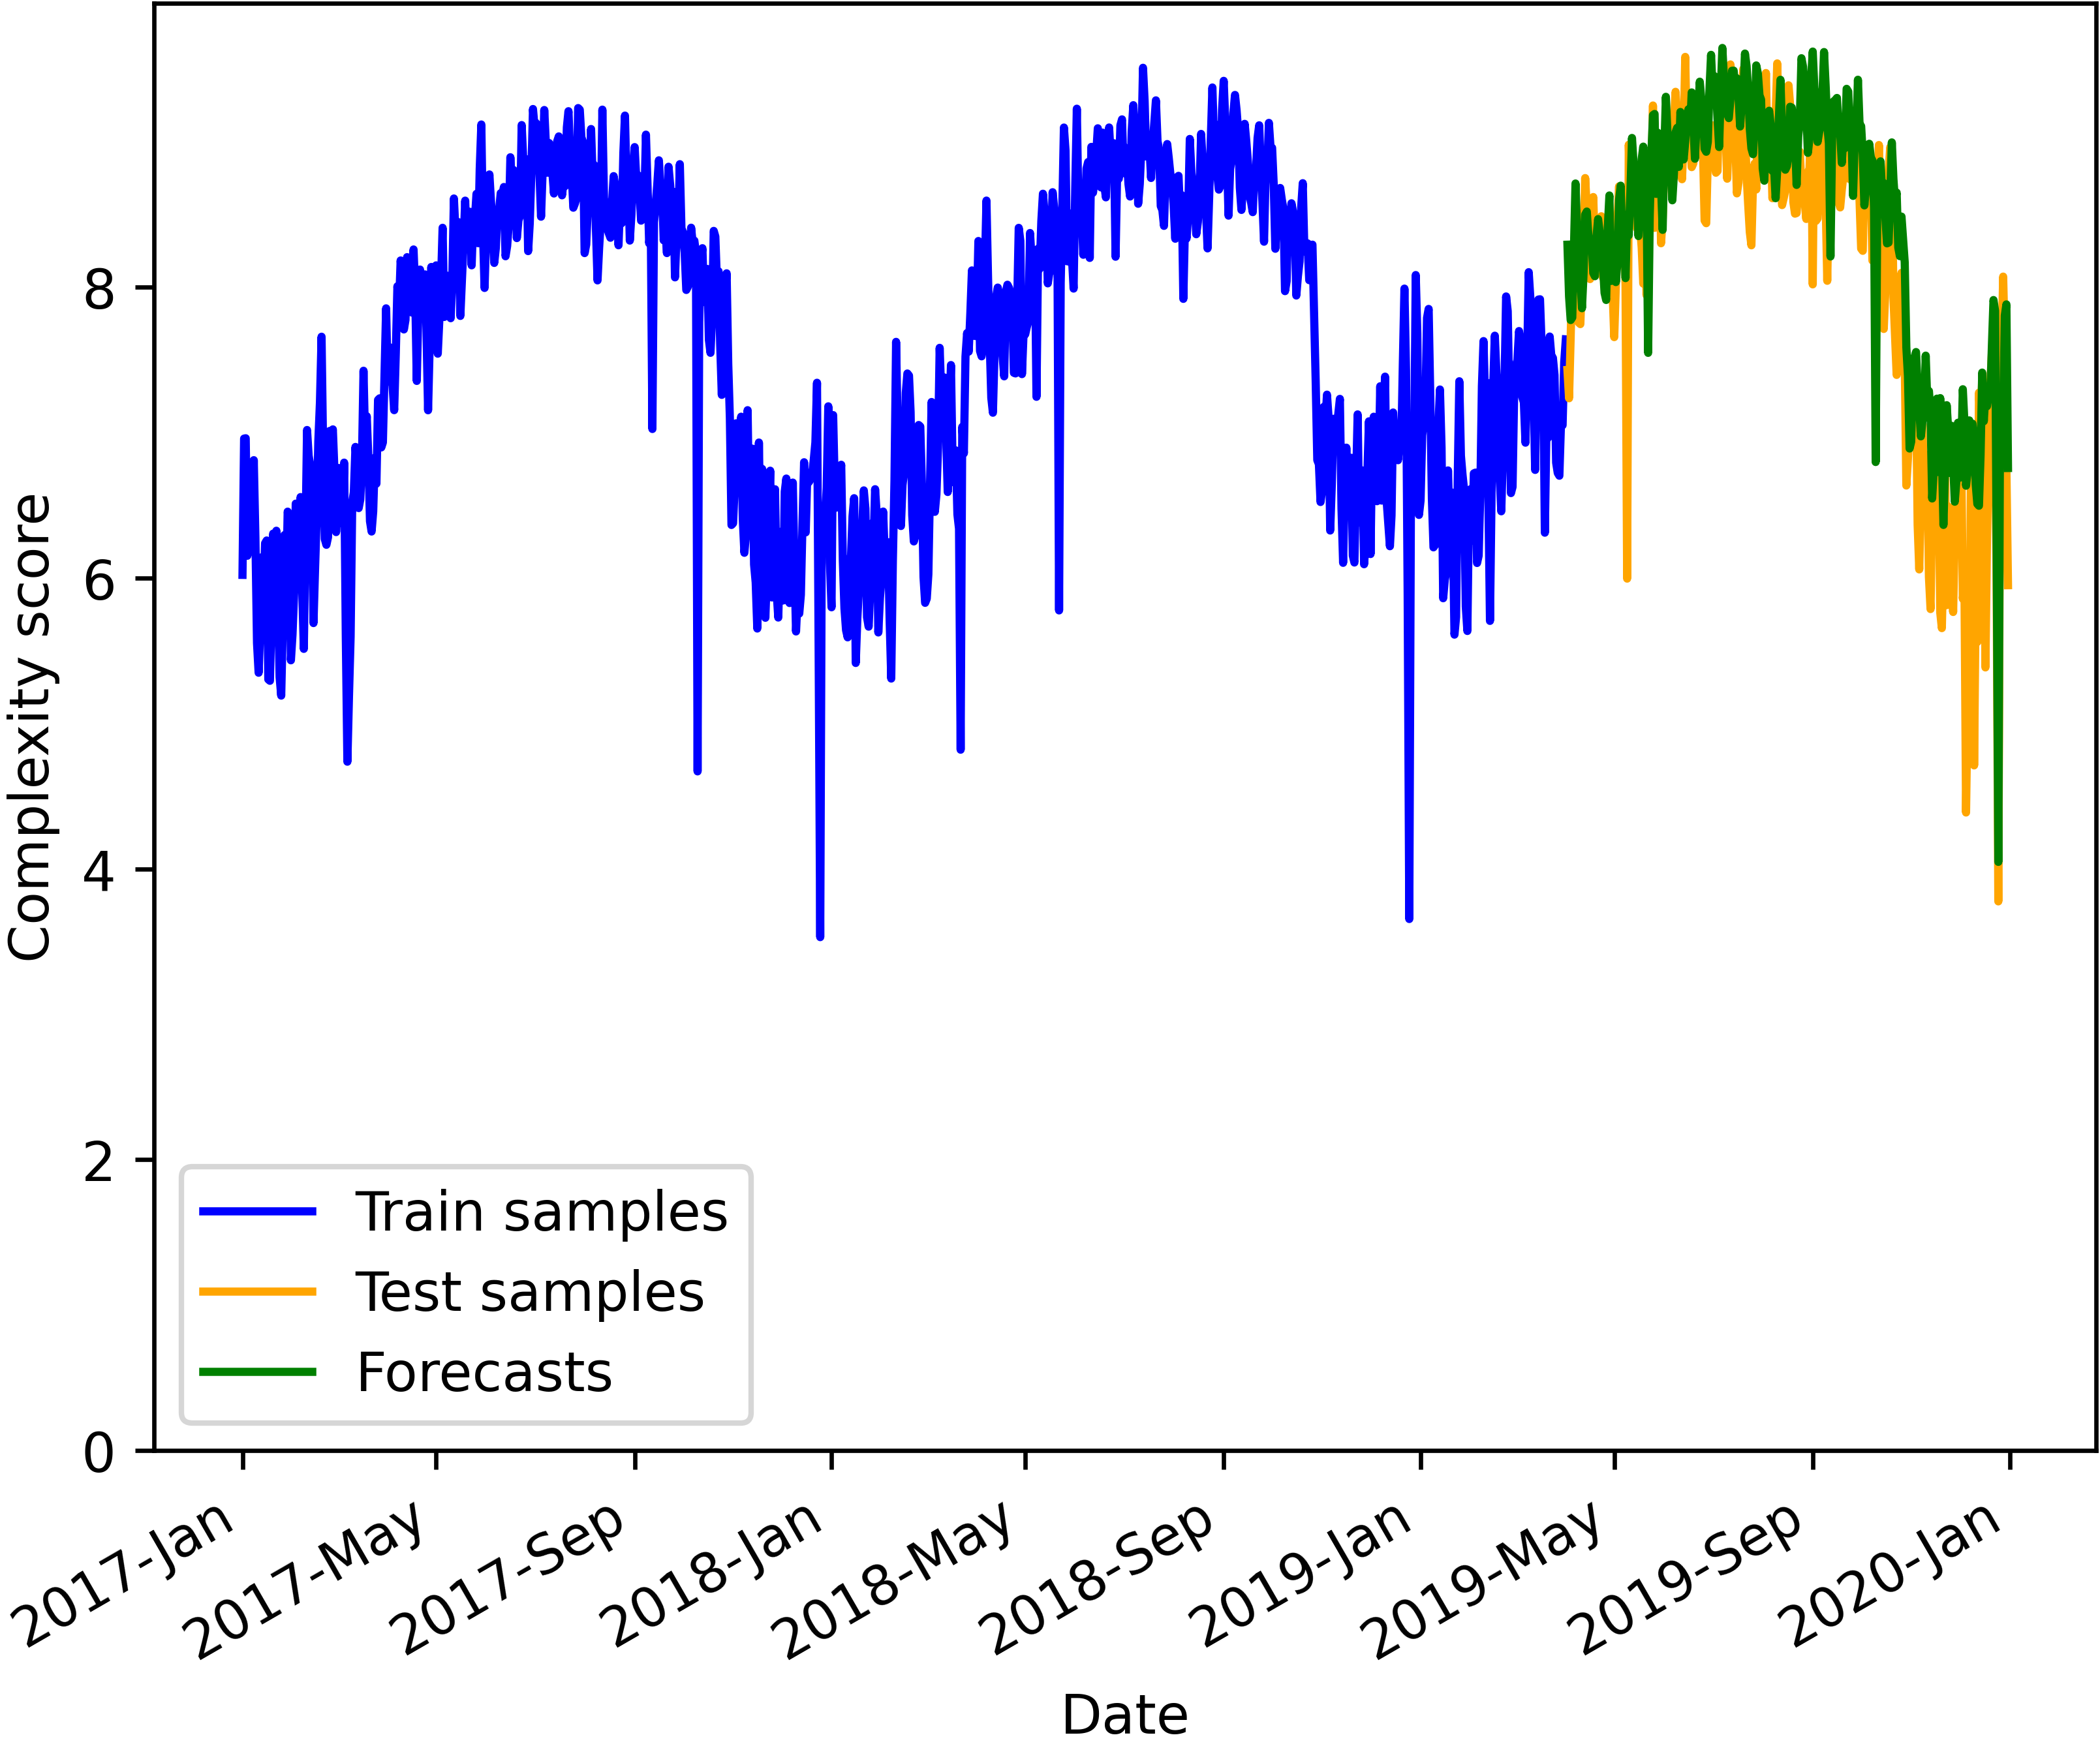 Complexity score
8
6
4
2
0
Train samples
Test samples
Forecasts
2017-Jan
2017-May
2017-Sep
2018-Jan
2018-May
2018-Sep
2019-Jan
2019-May
2019-Sep
2020-Jan
Date